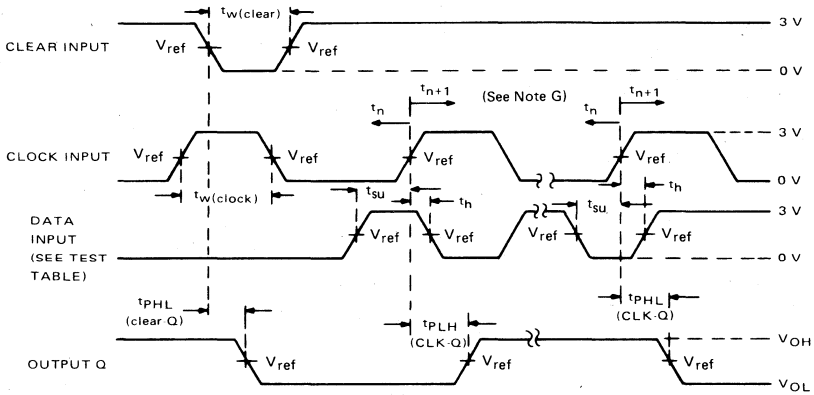 tw(clear)
CLEAR INPUT
Vref
Vref
3 V
0 V
tn+1
(See Note G)
tn+1
tn
tn
CLOCK INPUT
Vref
Vref
Vref
Vref
3 V
0 V
tw(clock)
tsu
th
tsu
th
DATA
INPUT
(SEE TEST
TABLE)
Vref
Vref
Vref
Vref
3 V
0 V
tPHL
(clear-Q)
tPLH
(CLK-Q)
tPHL
(CLK-Q)
OUTPUT Q
Vref
Vref
Vref
VOH
VOL